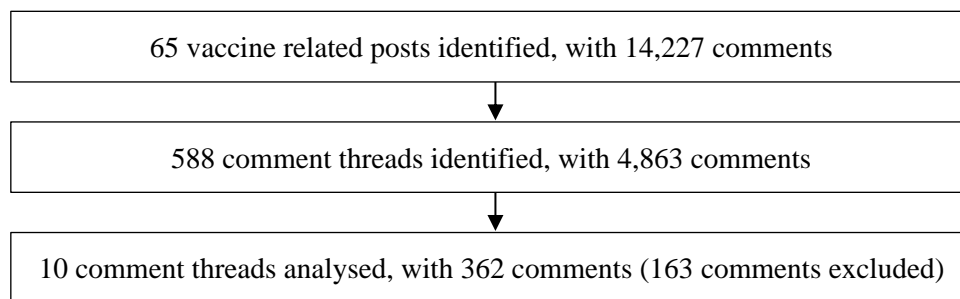 65 vaccine related posts identified, with 14,227 comments
588 comment threads identified, with 4,863 comments
10 comment threads analysed, with 362 comments (163 comments excluded)